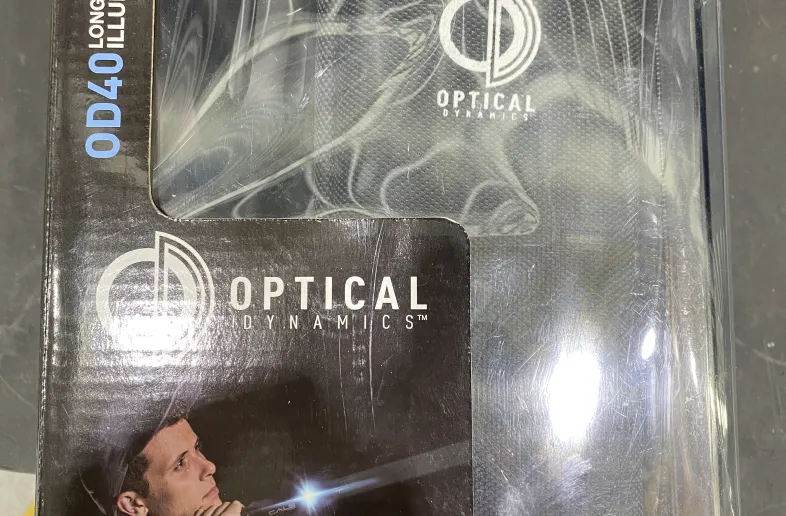 OD40
LONG
ILLU
OPTICAL
DYNAMICS
OPTICAL
DYNAMICS™